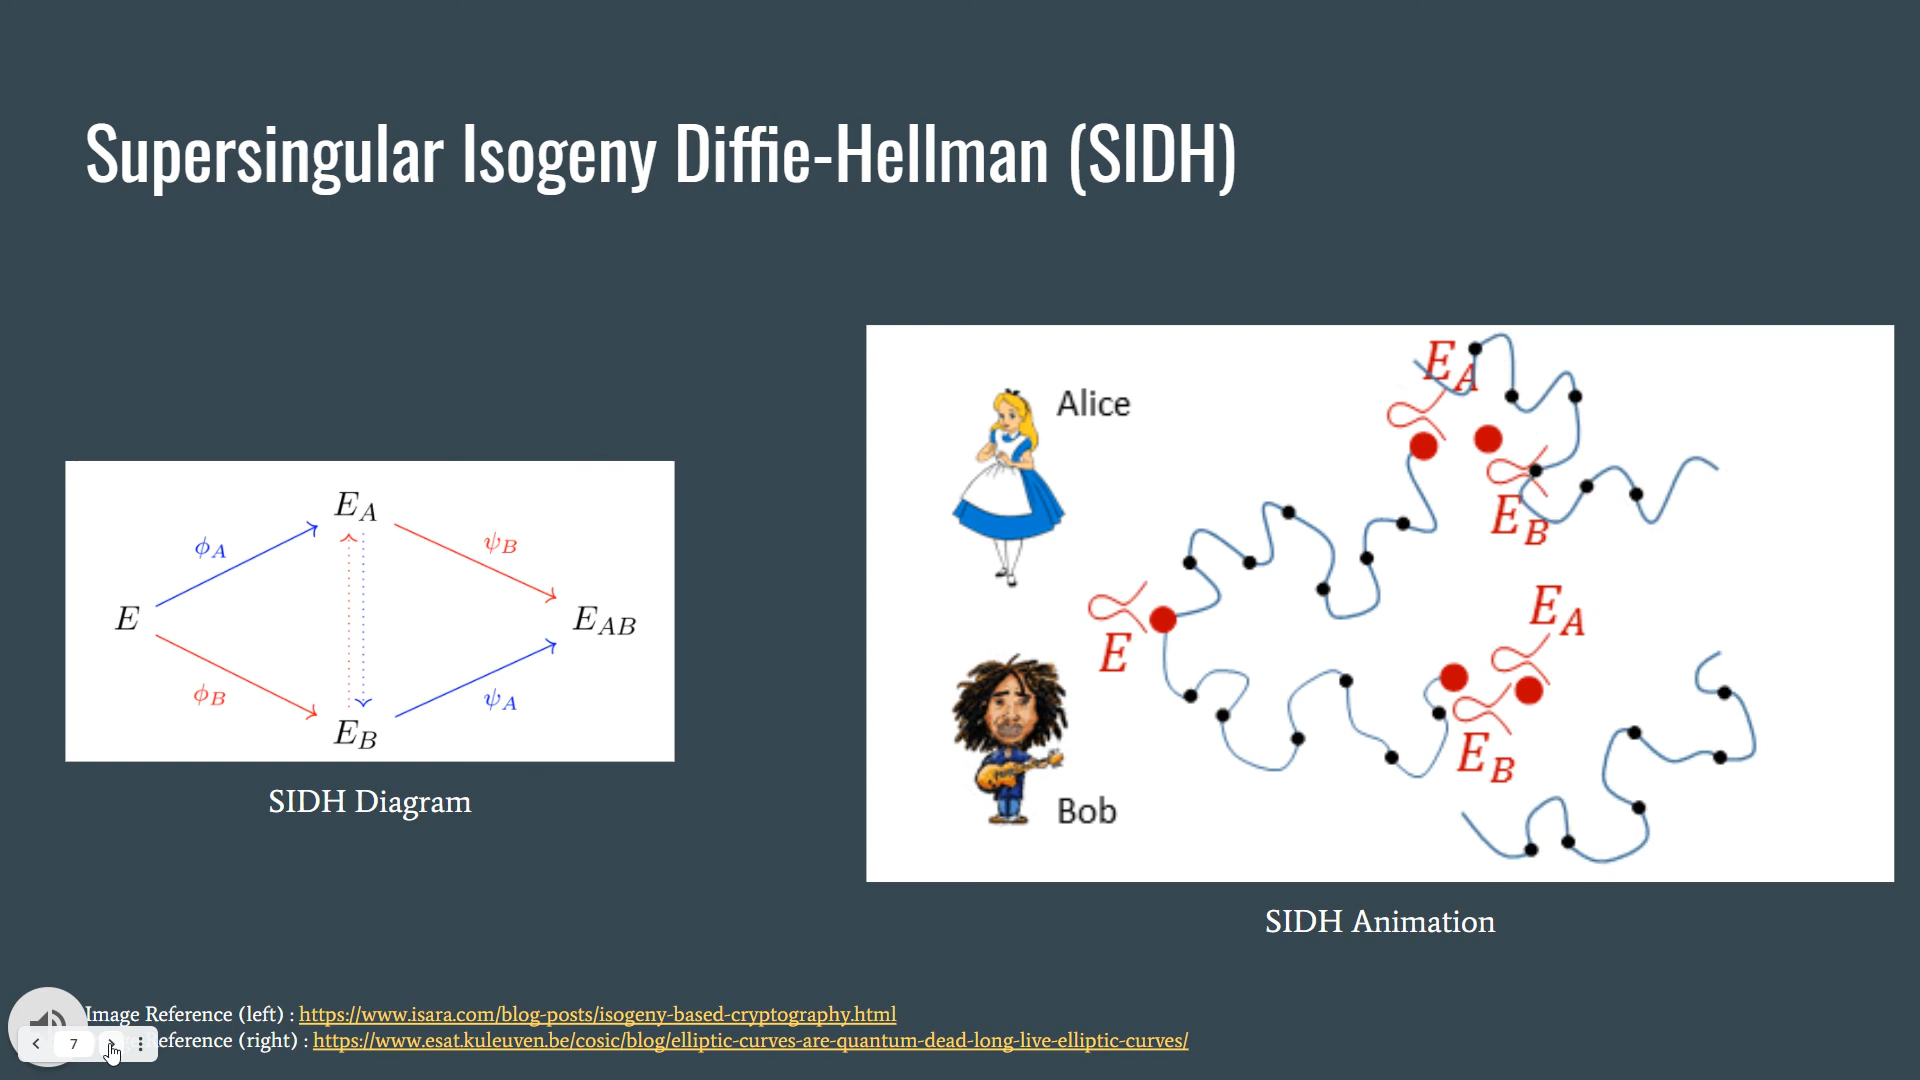 Supersingular Isogeny Diffie-Hellman (SIDH)
E_A
ϕ_A
ψ_B
E
E_AB
ϕ_B
ψ_A
E_B
SIDH Diagram
Alice
E_A
E_B
E
E_A
E_B
Bob
SIDH Animation
Image Reference (left) : https://www.isara.com/blog-posts/isogeny-based-cryptography.html
eference (right) : https://www.esat.kuleuven.be/cosic/blog/elliptic-curves-are-quantum-dead-long-live-elliptic-curves/
7